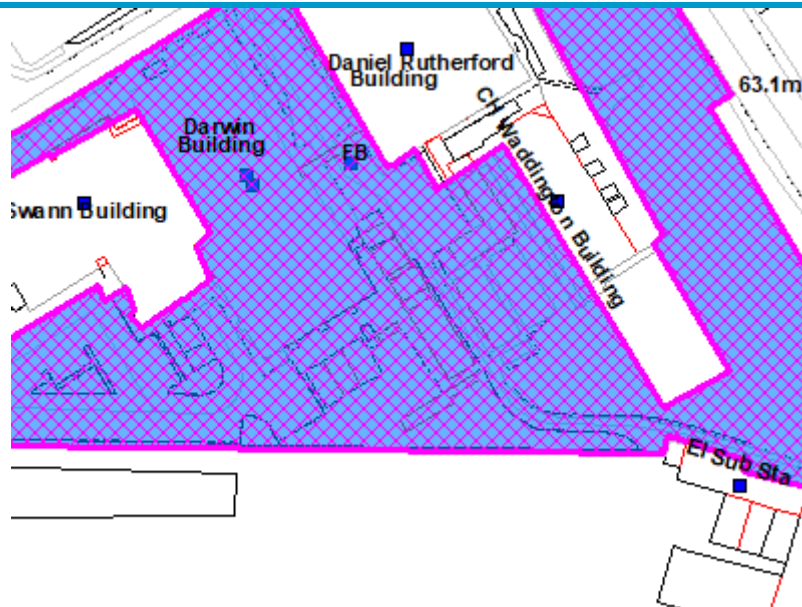 Daniel Rutherford
Building
63.1m
Darwin
Building
FB
CH Waddington Building
Swann Building
El Sub Sta